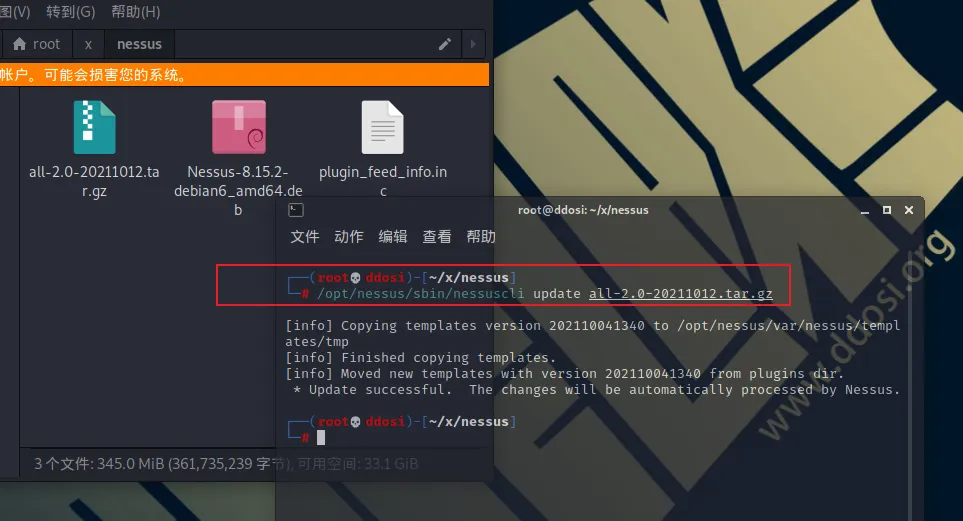 图(V) 转到(G) 帮助(H)
root x nessus
帐户。可能会损害您的系统。
all-2.0-20211012.ta
r.gz
Nessus-8.15.2-
debian6_amd64.de
b
plugin_feed_info.in
c
root@ddosi: ~/x/nessus
文件 动作 编辑 查看 帮助
┌──(root💀ddosi)-[~/x/nessus]
└─# /opt/nessus/sbin/nessuscli update all-2.0-20211012.tar.gz
[info] Copying templates version 202110041340 to /opt/nessus/var/nessus/templ
ates/tmp
[info] Finished copying templates.
[info] Moved new templates with version 202110041340 from plugins dir.
* Update successful.  The changes will be automatically processed by Nessus.
┌──(root💀ddosi)-[~/x/nessus]
└─#
3 个文件: 345.0 MiB (361,735,239 字节), 可用空间: 33.1 GiB
www.ddosi.org